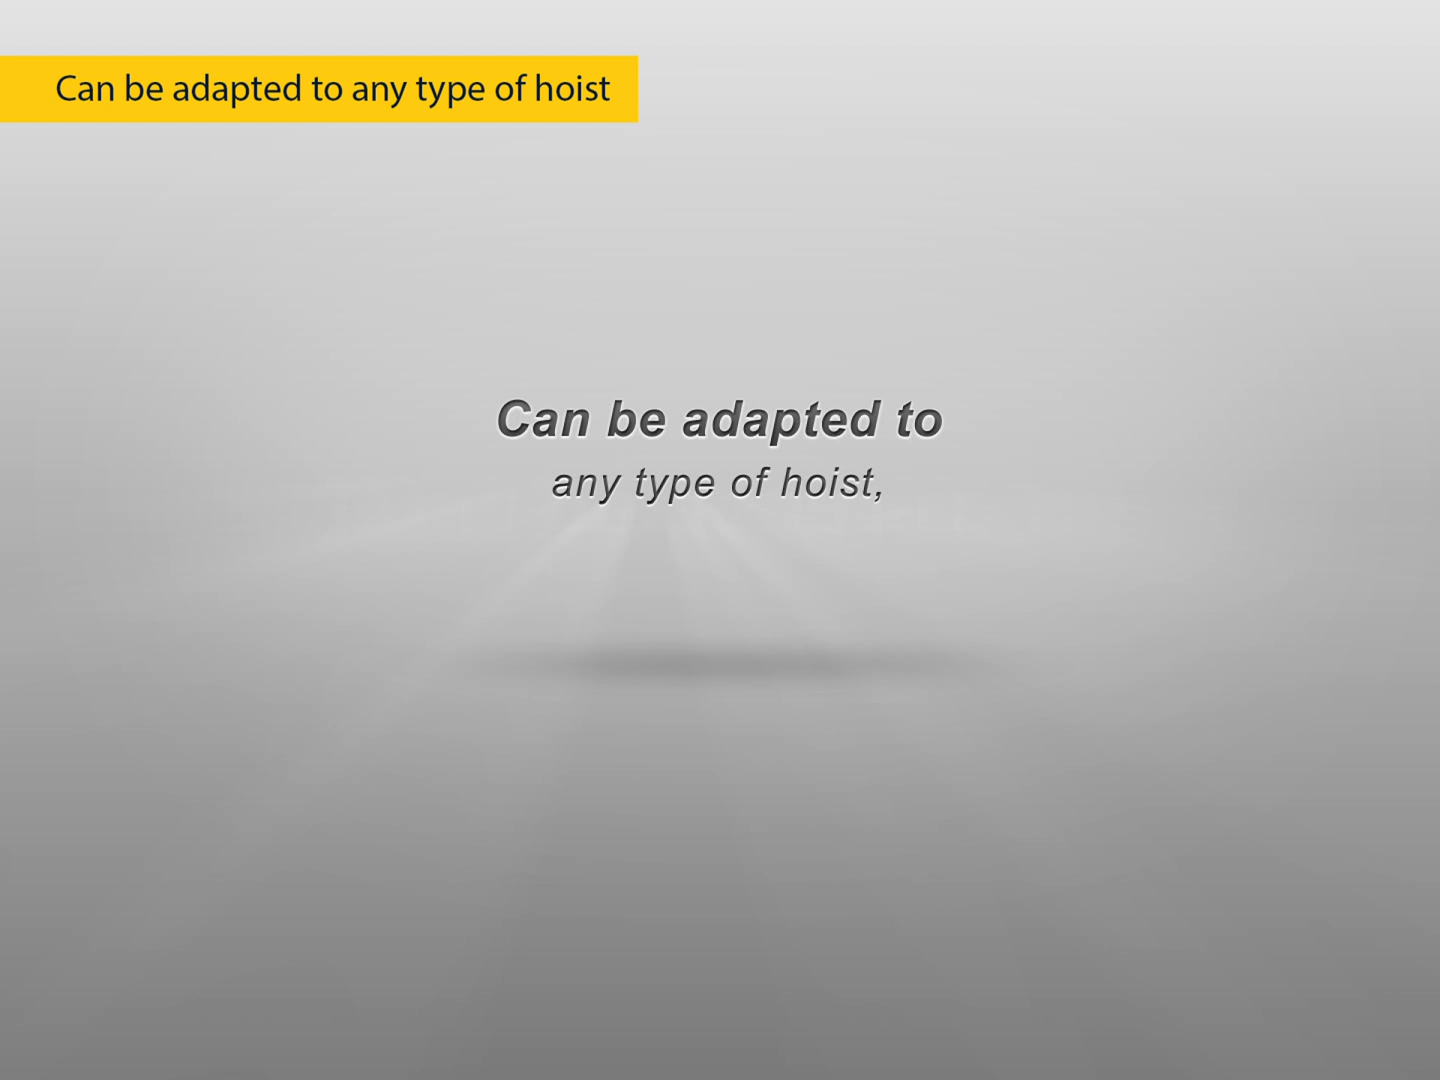 Can be adapted to any type of hoist
Can be adapted to
any type of hoist,